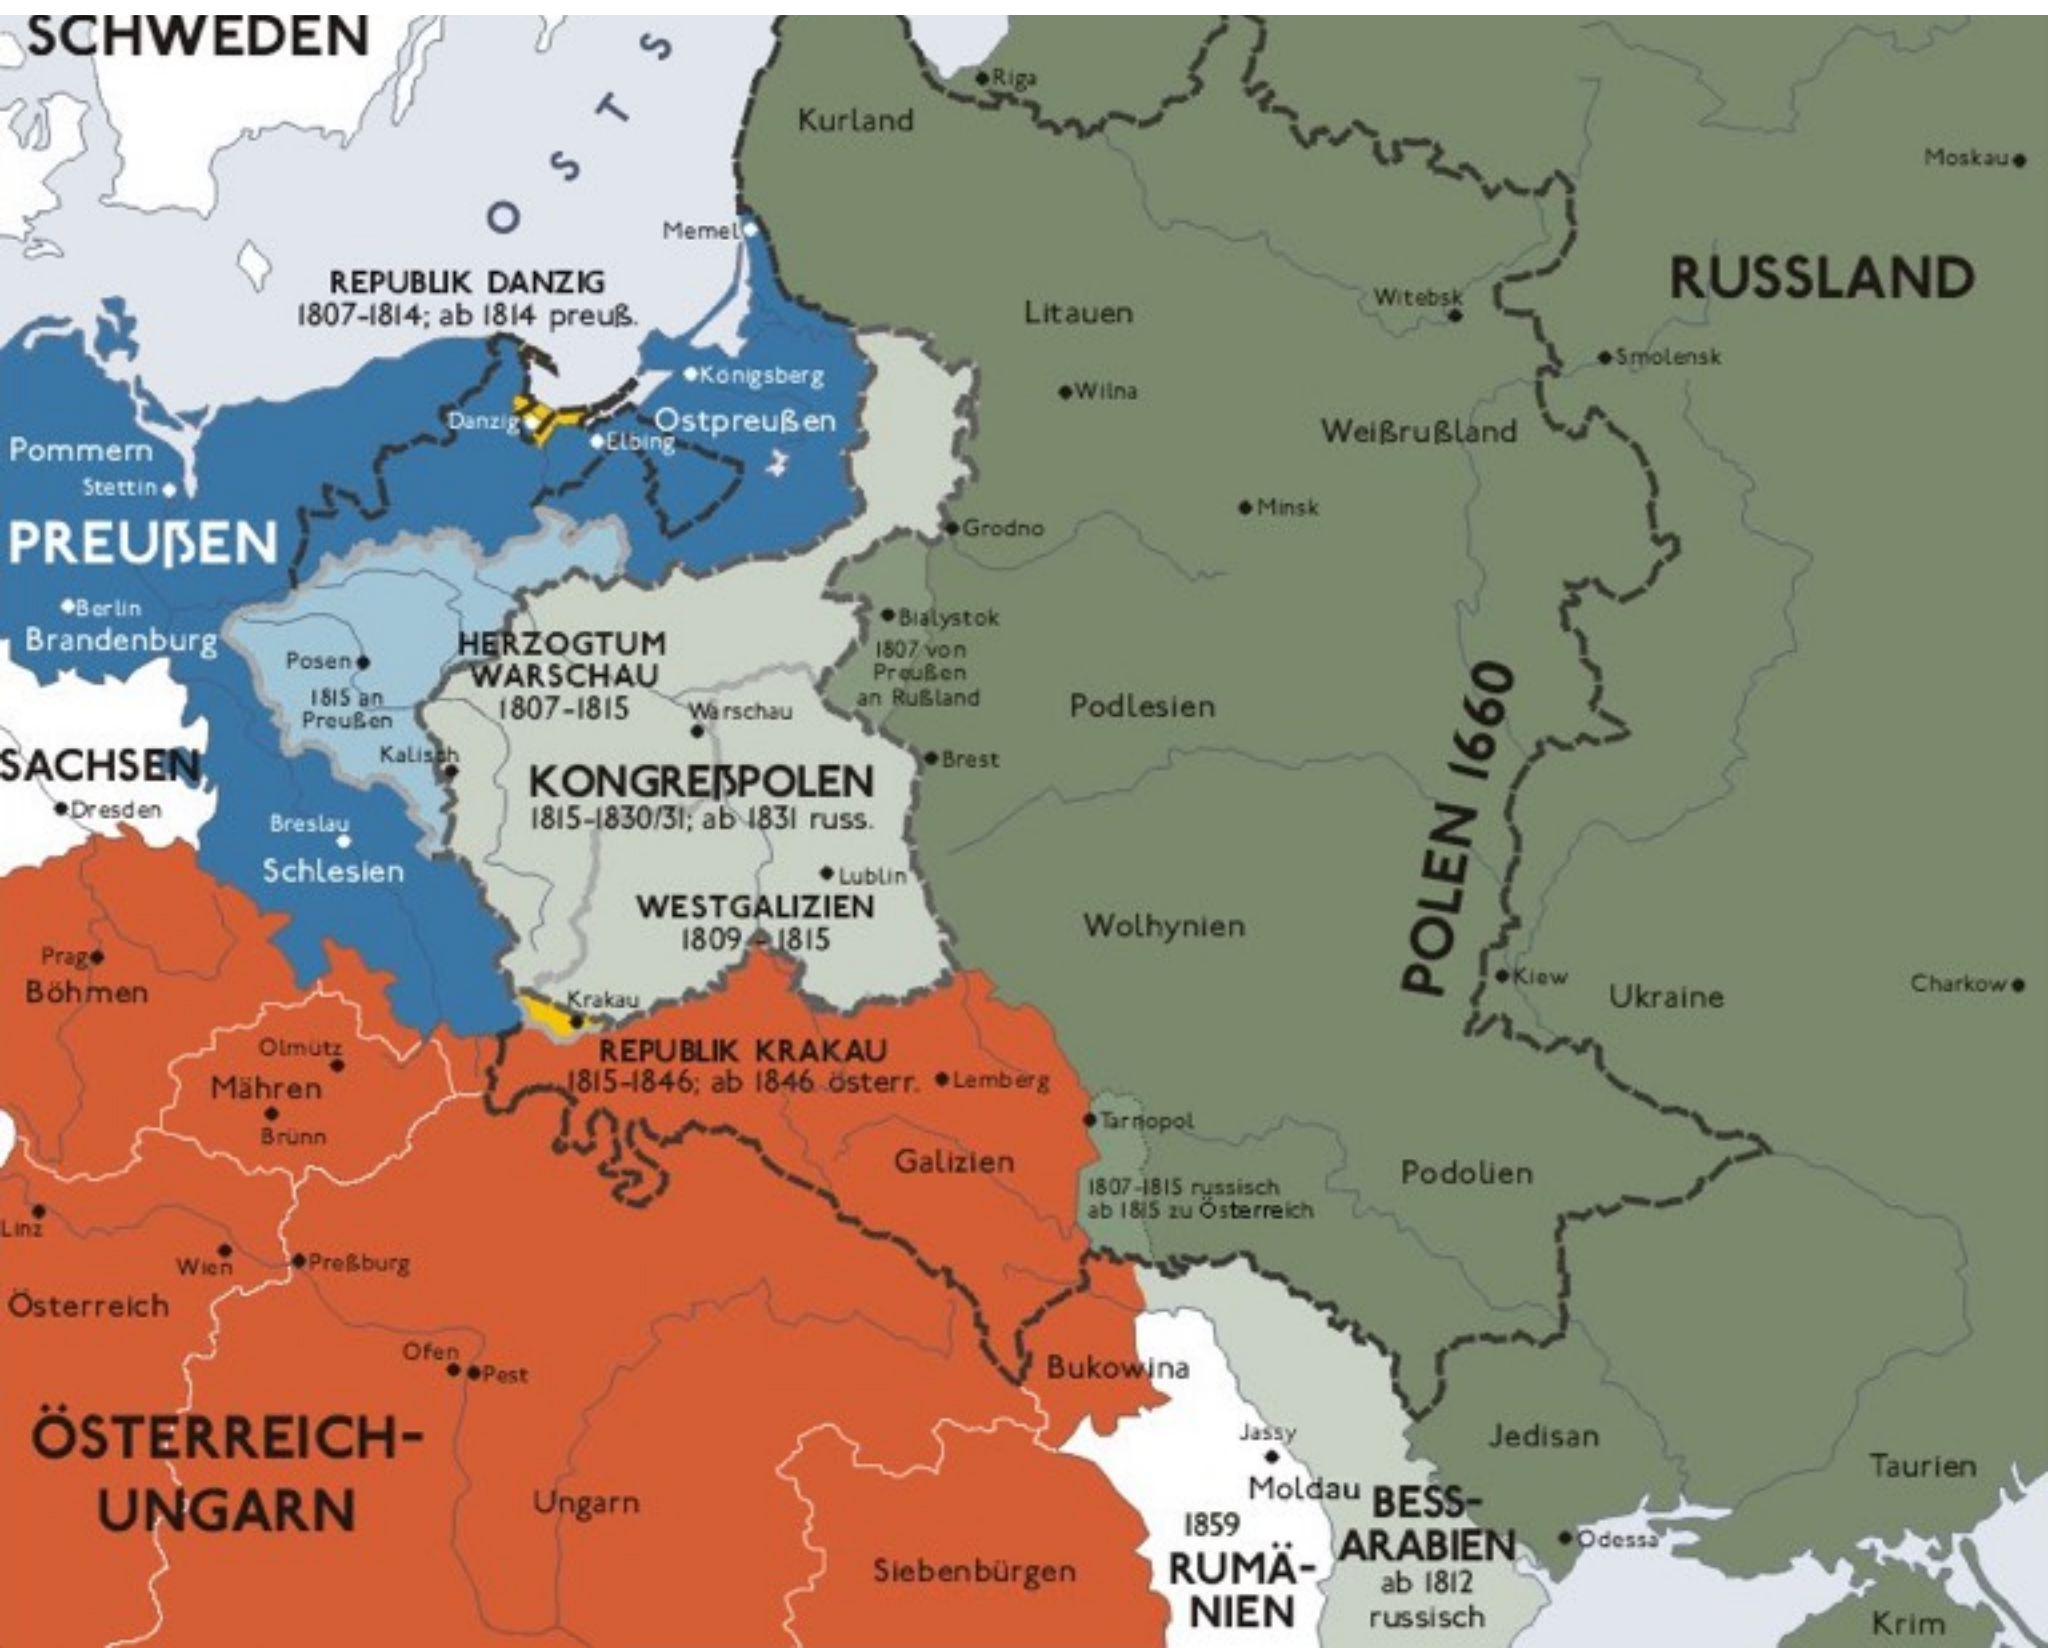 SCHWEDEN
O S T S
Riga
Kurland
Moskau
Memel
REPUBLIK DANZIG
1807-1814; ab 1814 preuß.
RUSSLAND
Witebsk
Litauen
Smolensk
Königsberg
Wilna
Danzig
Ostpreußen
Elbing
Weißrußland
Pommern
Stettin
Minsk
Grodno
PREUßEN
Berlin
Brandenburg
Bialystok
1807 von
Preußen
an Rußland
HERZOGTUM
WARSCHAU
1807-1815
Posen
1815 an
Preußen
Warschau
Podlesien
POLEN 1660
Kalisch
Brest
SACHSEN
Dresden
KONGREßPOLEN
1815-1830/31; ab 1831 russ.
Breslau
Schlesien
Lublin
WESTGALIZIEN
1809 - 1815
Wolhynien
Prag
Böhmen
Kiew
Ukraine
Charkow
Krakau
Olmütz
Mähren
Brünn
REPUBLIK KRAKAU
1815-1846; ab 1846 österr.
Lemberg
Tarnopol
Galizien
Podolien
1807-1815 russisch
ab 1815 zu Österreich
Linz
Wien
Preßburg
Österreich
Ofen
Pest
Bukowina
ÖSTERREICH-
UNGARN
Jassy
Moldau
Jedisan
Taurien
Ungarn
BESS-
ARABIEN
ab 1812
russisch
1859
RUMÄ-
NIEN
Odessa
Siebenbürgen
Krim